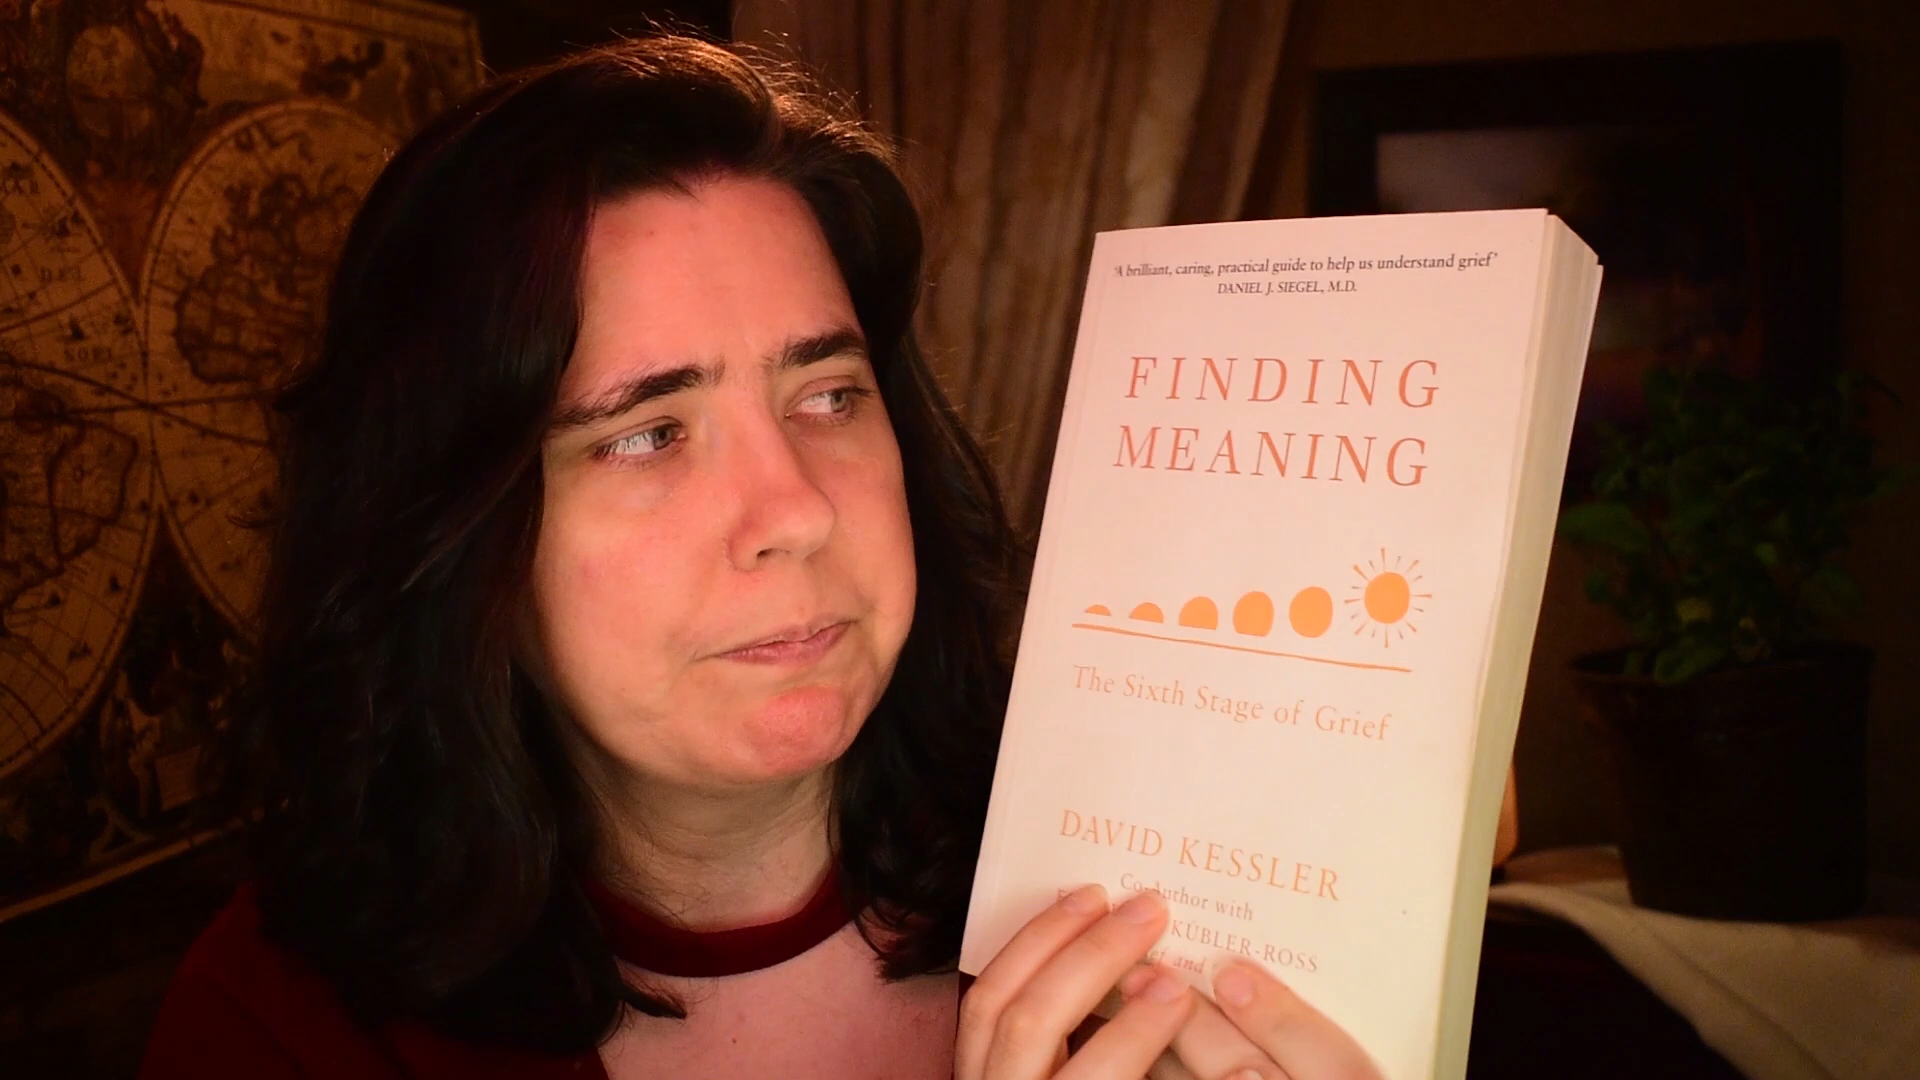 'A brilliant, caring, practical guide to help us understand grief'
DANIEL J. SIEGEL, M.D.
FINDING
MEANING
The Sixth Stage of Grief
DAVID KESSLER
Co-Author with
KÜBLER-ROSS
and